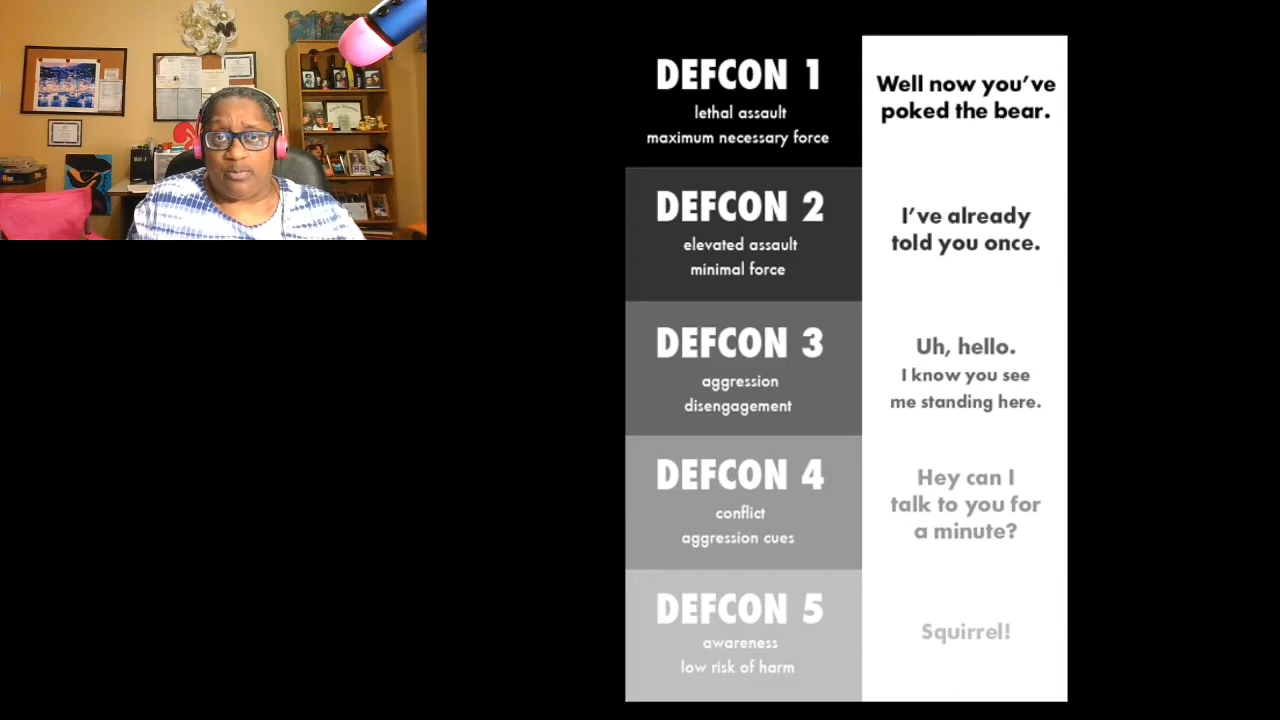 DEFCON 1
lethal assault
maximum necessary force
Well now you've
poked the bear.
DEFCON 2
elevated assault
minimal force
I've already
told you once.
DEFCON 3
aggression
disengagement
Uh, hello.
I know you see
me standing here.
DEFCON 4
conflict
aggression cues
Hey can I
talk to you for
a minute?
DEFCON 5
awareness
low risk of harm
Squirrel!